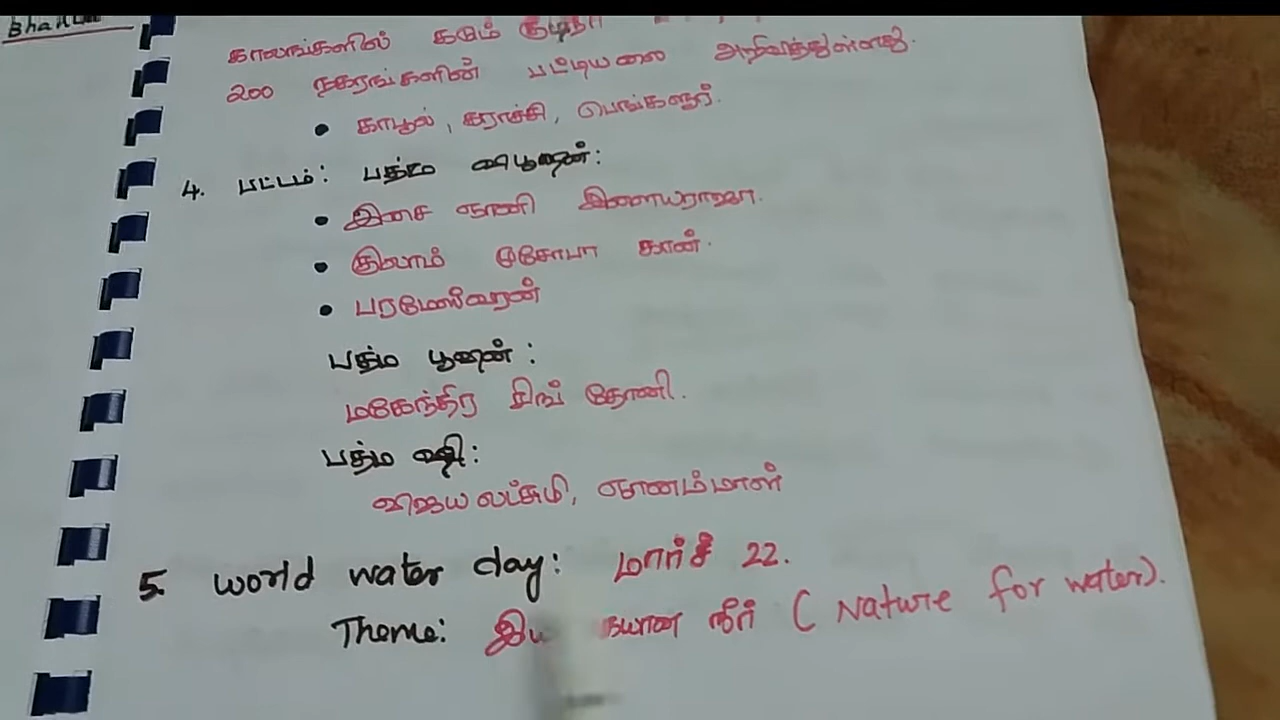 காலங்களில் கடும்
200 நகரங்களின் பட்டியலை அறிவித்துள்ளது.
• காபூல், கராச்சி, பெங்களூர்.
4. பட்டம்: பத்ம விபூஷன்:
• இசை ஞானி இளையராஜா.
• குலாம் முசோபா கான்.
• பரமேஸ்வரன்
பத்ம பூஷன் :
மகேந்திர சிங் தோனி.
பத்ம ஸ்ரீ:
விஜய லட்சுமி, ஞானம்மாள்
5. World water day: மார்ச் 22.
Theme: நீர் (Nature for water).